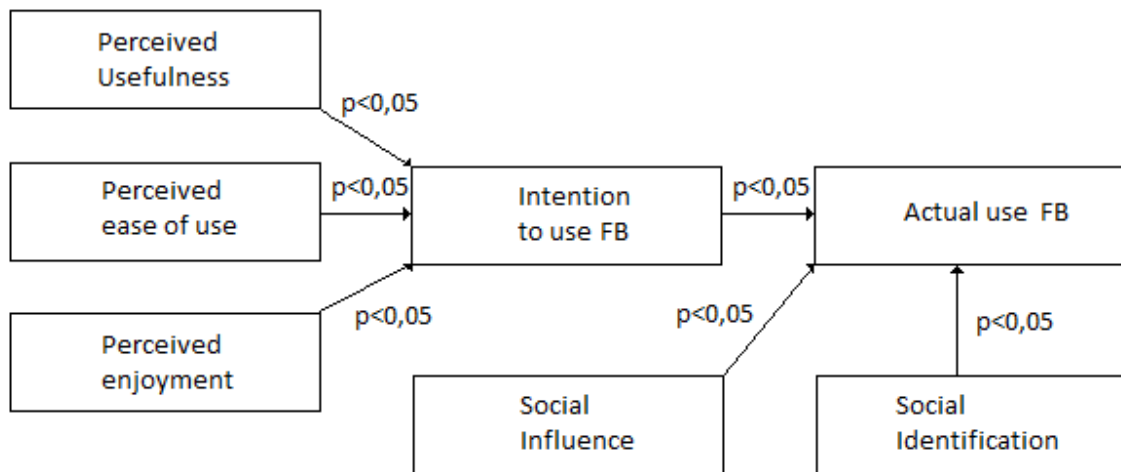 Perceived
Usefulness
p<0,05
Perceived
ease of use
p<0,05
Intention
to use FB
p<0,05
Actual use FB
Perceived
enjoyment
p<0,05
p<0,05
p<0,05
Social
Influence
Social
Identification